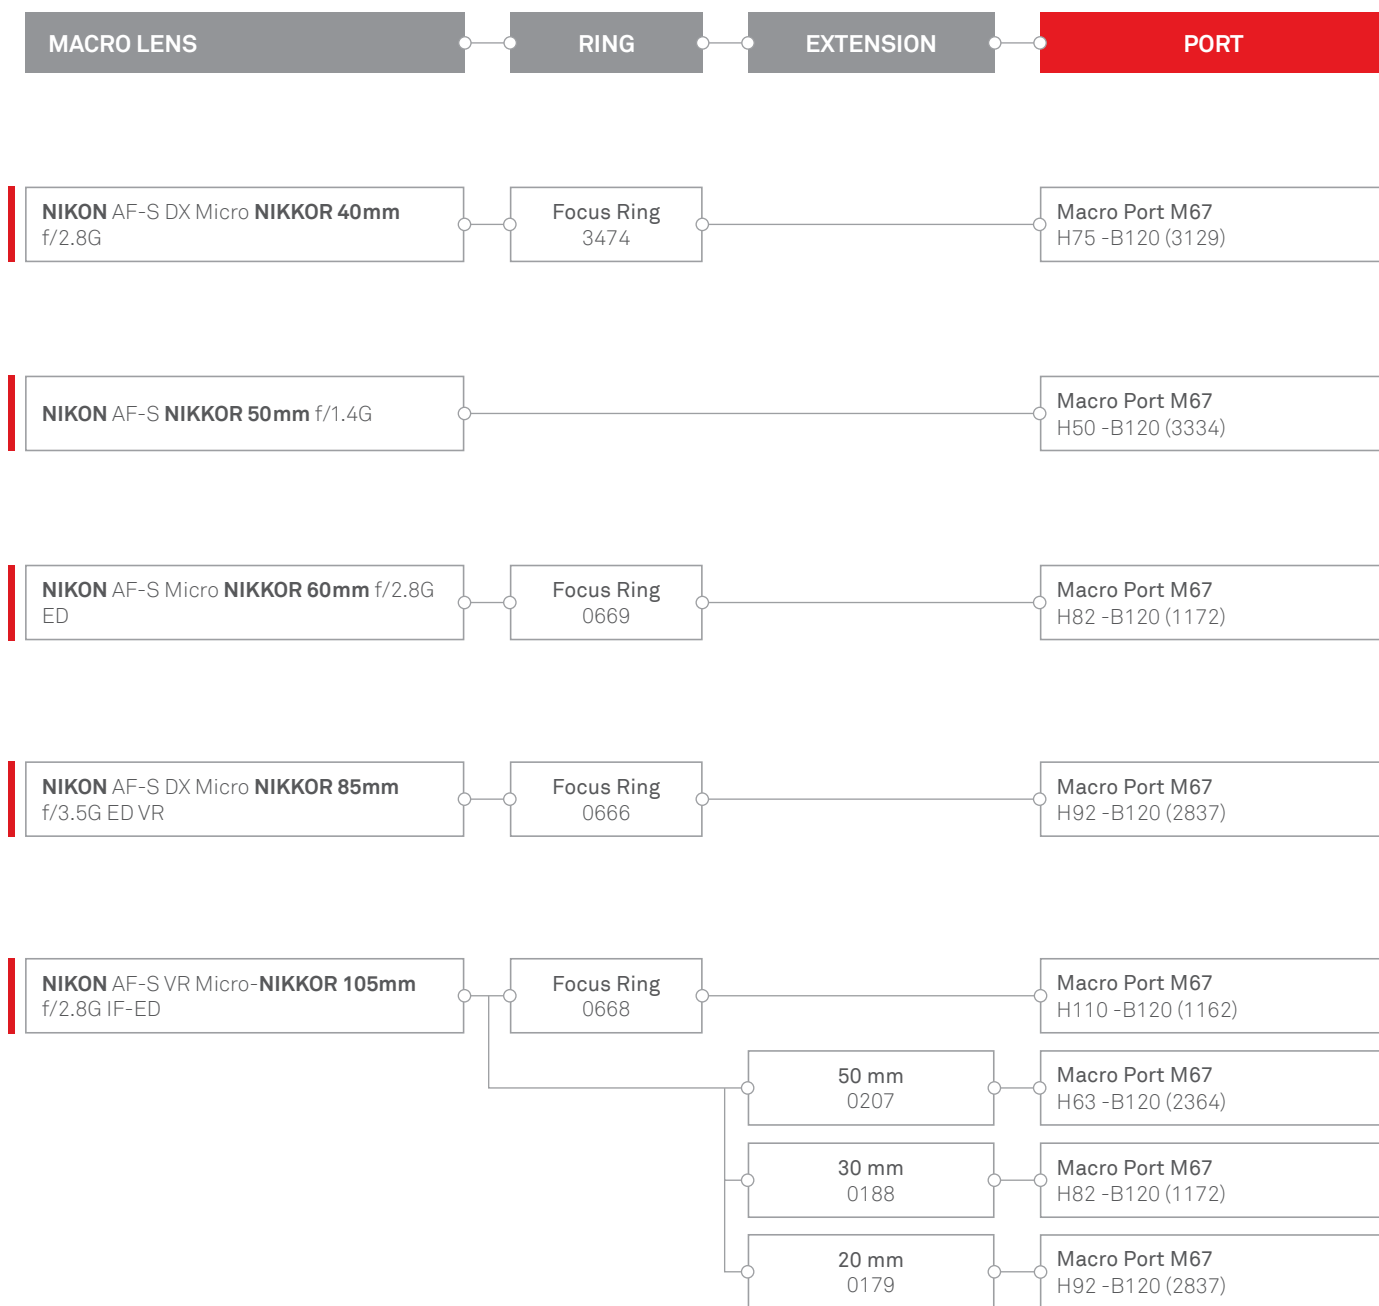 MACRO LENS RING EXTENSION PORT
NIKON AF-S DX Micro NIKKOR 40mm
f/2.8G
Focus Ring
3474
Macro Port M67
H75 -B120 (3129)
NIKON AF-S NIKKOR 50mm f/1.4G
Macro Port M67
H50 -B120 (3334)
NIKON AF-S Micro NIKKOR 60mm f/2.8G
ED
Focus Ring
0669
Macro Port M67
H82 -B120 (1172)
NIKON AF-S DX Micro NIKKOR 85mm
f/3.5G ED VR
Focus Ring
0666
Macro Port M67
H92 -B120 (2837)
NIKON AF-S VR Micro-NIKKOR 105mm
f/2.8G IF-ED
Focus Ring
0668
Macro Port M67
H110 -B120 (1162)
50 mm
0207
Macro Port M67
H63 -B120 (2364)
30 mm
0188
Macro Port M67
H82 -B120 (1172)
20 mm
0179
Macro Port M67
H92 -B120 (2837)